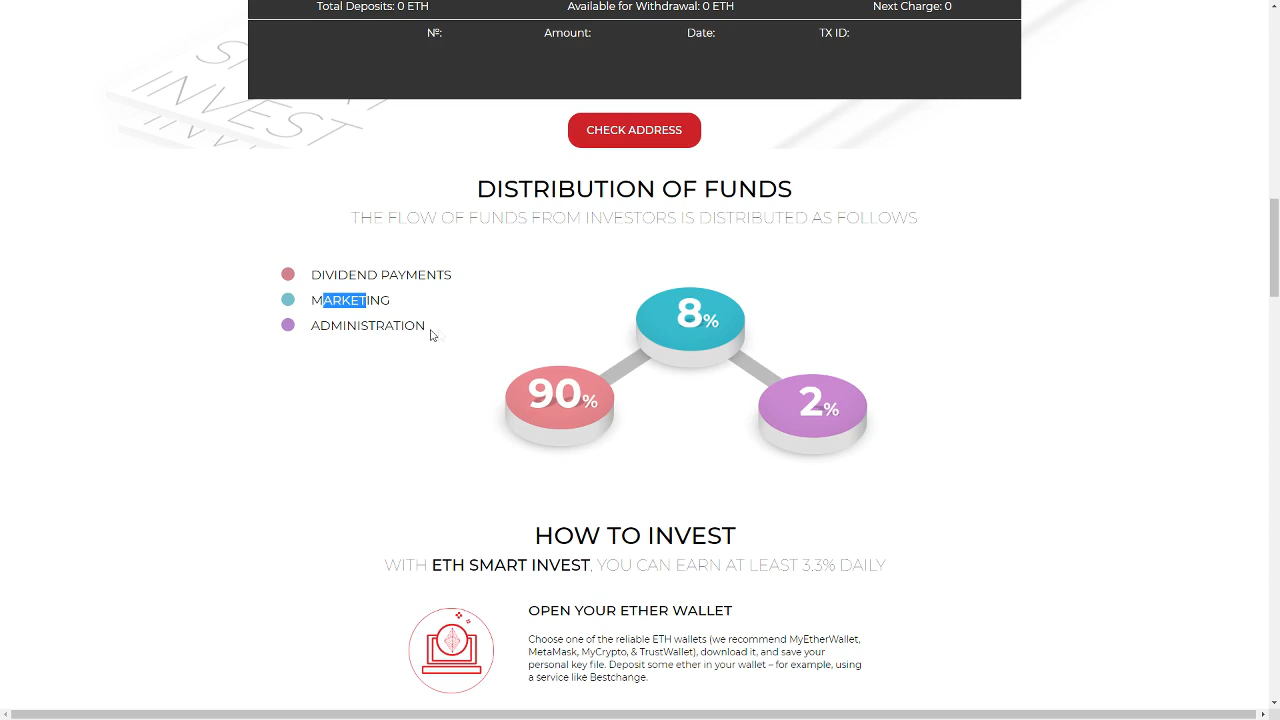 Total Deposits: 0 ETH Available for Withdrawal: 0 ETH Next Charge: 0
№: Amount: Date: TX ID:
INVEST
CHECK ADDRESS
DISTRIBUTION OF FUNDS
THE FLOW OF FUNDS FROM INVESTORS IS DISTRIBUTED AS FOLLOWS
DIVIDEND PAYMENTS
MARKETING
ADMINISTRATION
8%
90%
2%
HOW TO INVEST
WITH ETH SMART INVEST, YOU CAN EARN AT LEAST 3.3% DAILY
OPEN YOUR ETHER WALLET
Choose one of the reliable ETH wallets (we recommend MyEtherWallet,
MetaMask, MyCrypto, & TrustWallet), download it, and save your
personal key file. Deposit some ether in your wallet – for example, using
a service like Bestchange.